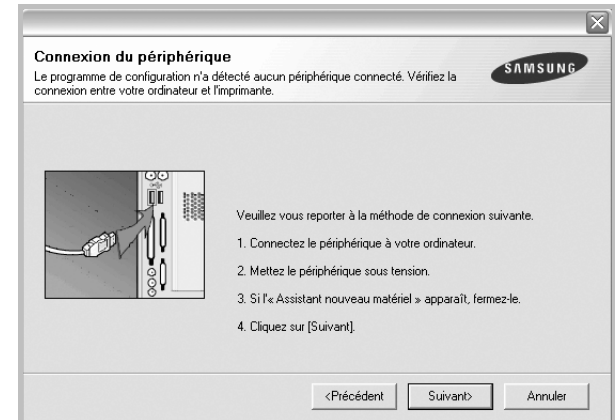 Connexion du périphérique
Le programme de configuration n'a détecté aucun périphérique connecté. Vérifiez la
connexion entre votre ordinateur et l'imprimante.
SAMSUNG
Veuillez vous reporter à la méthode de connexion suivante.
1. Connectez le périphérique à votre ordinateur.
2. Mettez le périphérique sous tension.
3. Si l'« Assistant nouveau matériel » apparaît, fermez-le.
4. Cliquez sur [Suivant].
<Précédent
Suivant>
Annuler